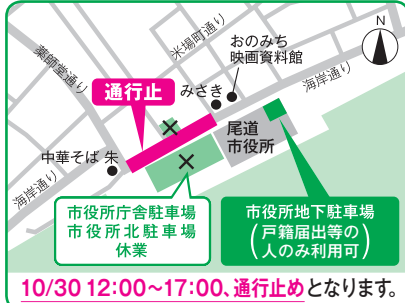 薬師堂通り
米場町通り
おのみち
映画資料館
N
海岸通り
通行止
みさき
尾道
市役所
中華そば 朱
海岸通り
市役所庁舎駐車場
市役所北駐車場
休業
市役所地下駐車場
(戸籍届出等の
人のみ利用可)
10/30 12:00~17:00、通行止めとなります。